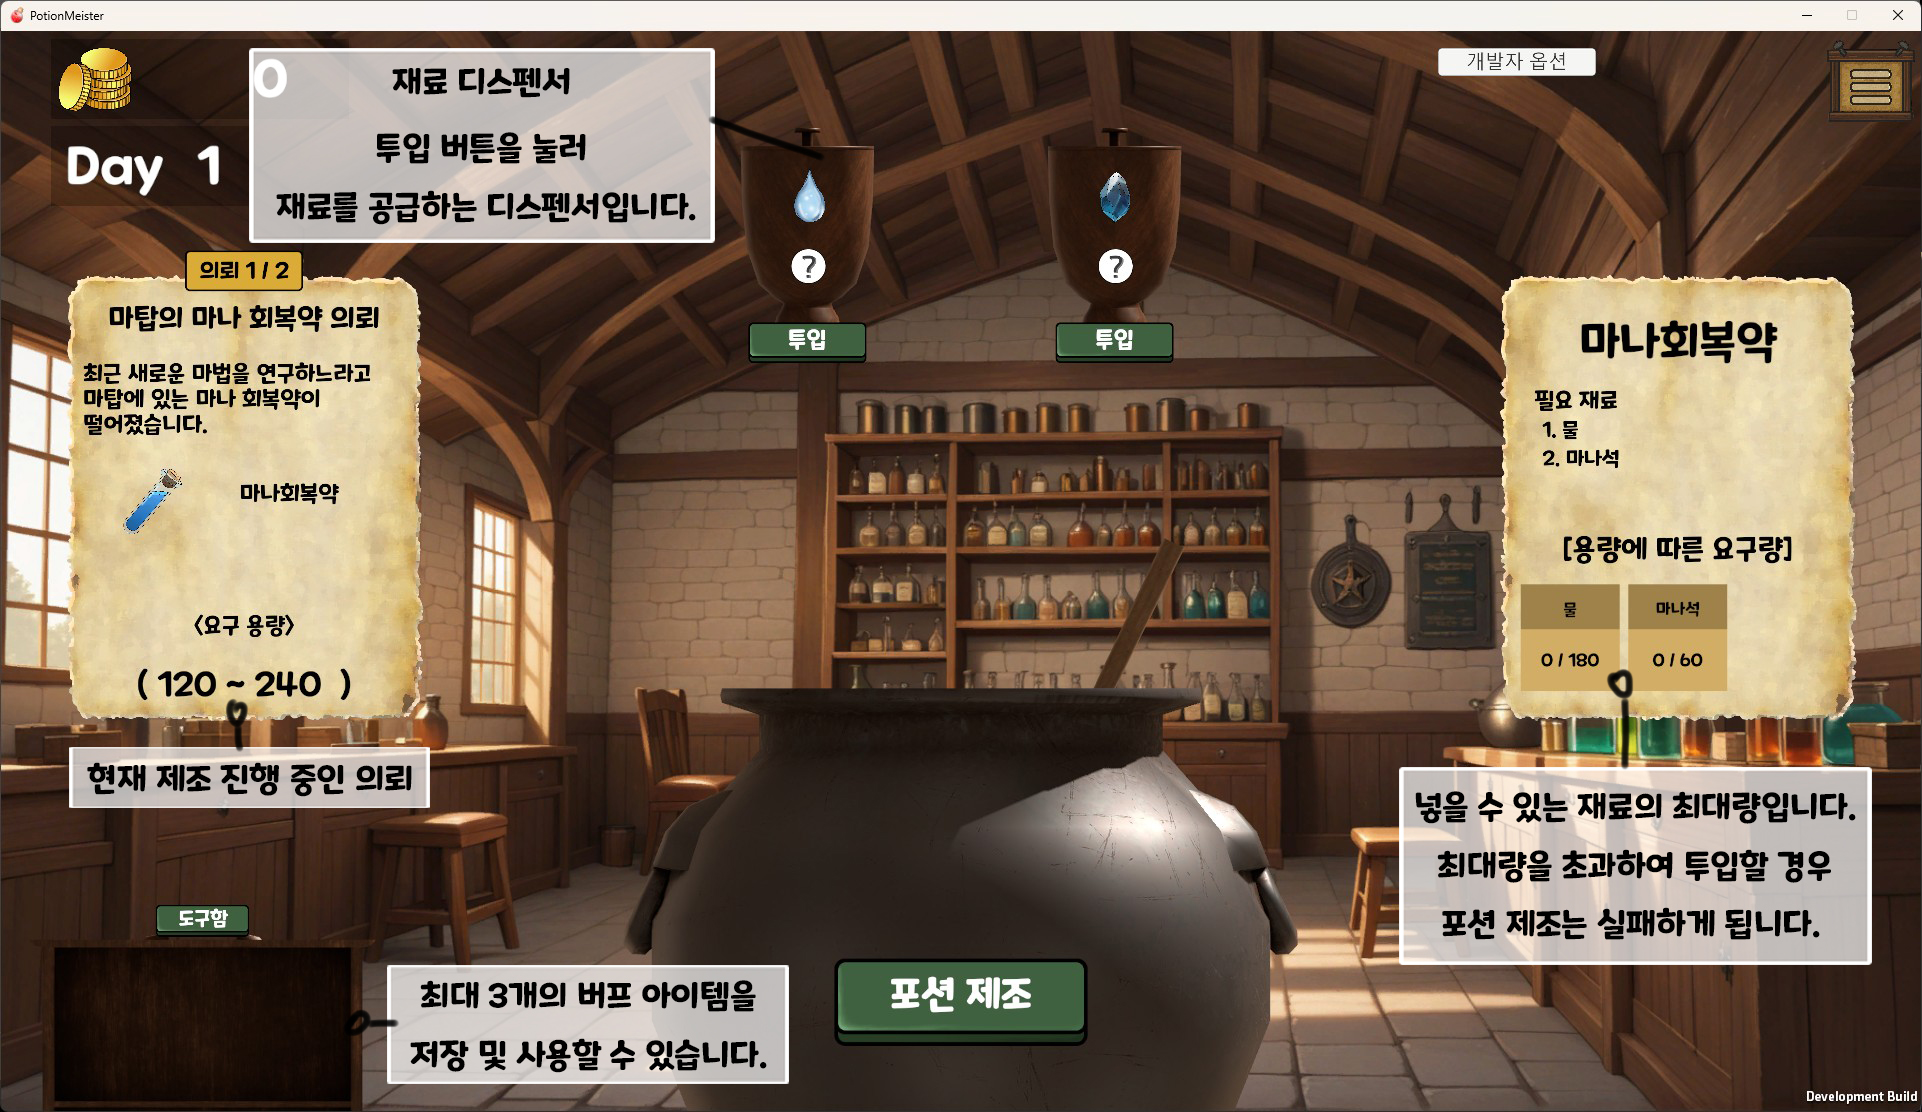 PotionMeister
0
Day 1
재료 디스펜서
투입 버튼을 눌러
재료를 공급하는 디스펜서입니다.
개발자 옵션
?
?
투입
투입
의뢰 1 / 2
마탑의 마나 회복약 의뢰
최근 새로운 마법을 연구하느라고
마탑에 있는 마나 회복약이
떨어졌습니다.
마나회복약
<요구 용량>
( 120 ~ 240 )
현재 제조 진행 중인 의뢰
마나회복약
필요 재료
1. 물
2. 마나석
[용량에 따른 요구량]
물 마나석
0 / 180 0 / 60
넣을 수 있는 재료의 최대량입니다.
최대량을 초과하여 투입할 경우
포션 제조는 실패하게 됩니다.
도구함
최대 3개의 버프 아이템을
저장 및 사용할 수 있습니다.
포션 제조
Development Build